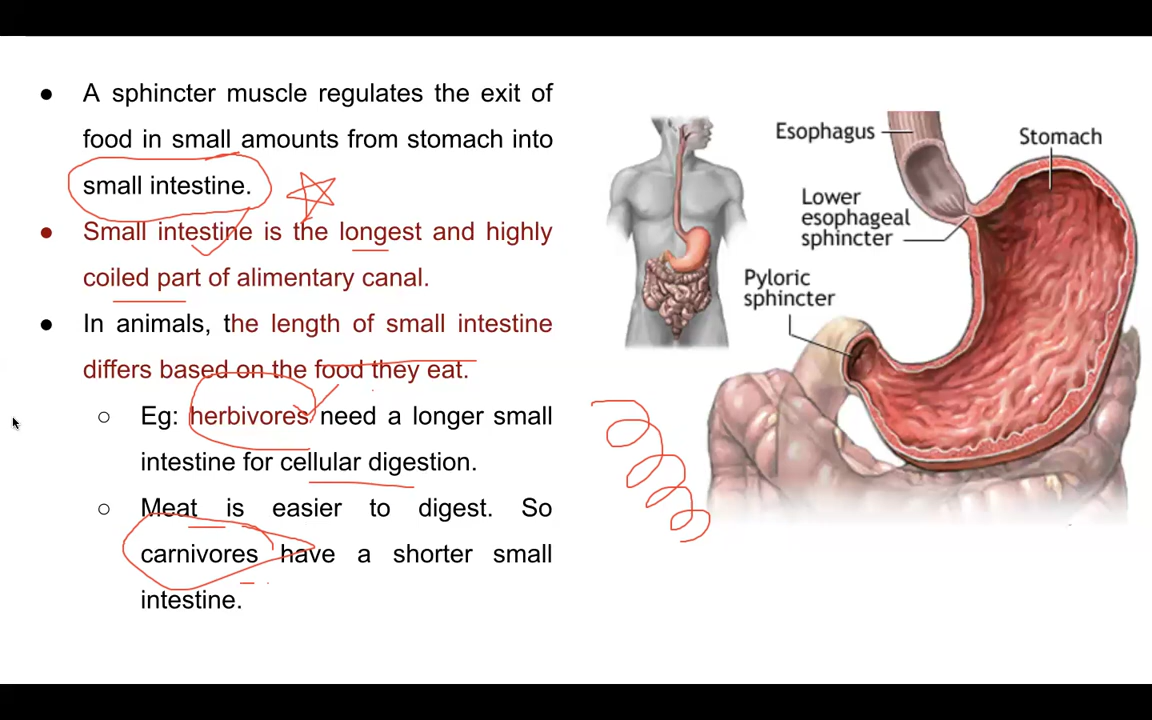 ● A sphincter muscle regulates the exit of
food in small amounts from stomach into
small intestine.
● Small intestine is the longest and highly
coiled part of alimentary canal.
● In animals, the length of small intestine
differs based on the food they eat.
○ Eg: herbivores need a longer small
intestine for cellular digestion.
○ Meat is easier to digest. So
carnivores have a shorter small
intestine.
Esophagus
Stomach
Lower
esophageal
sphincter
Pyloric
sphincter